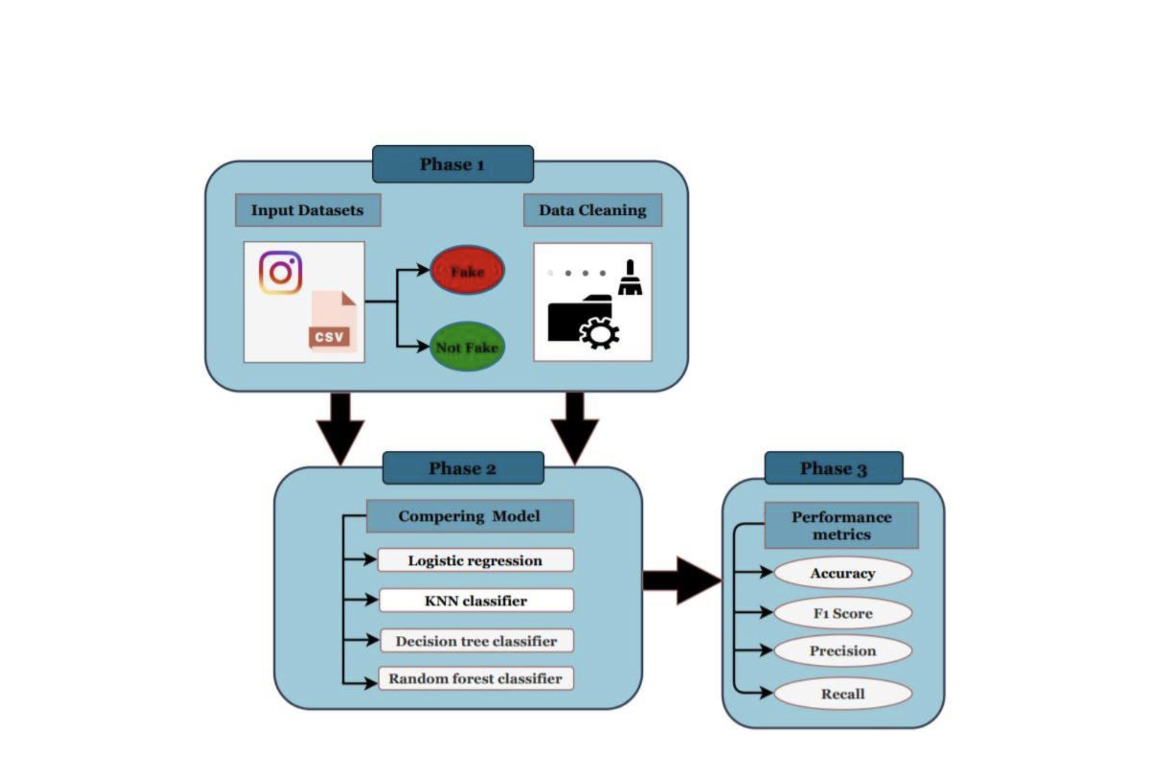 Phase 1
Input Datasets
Data Cleaning
Fake
CSV
Not Fake
Phase 2
Compering Model
Logistic regression
KNN classifier
Decision tree classifier
Random forest classifier
Phase 3
Performance
metrics
Accuracy
F1 Score
Precision
Recall